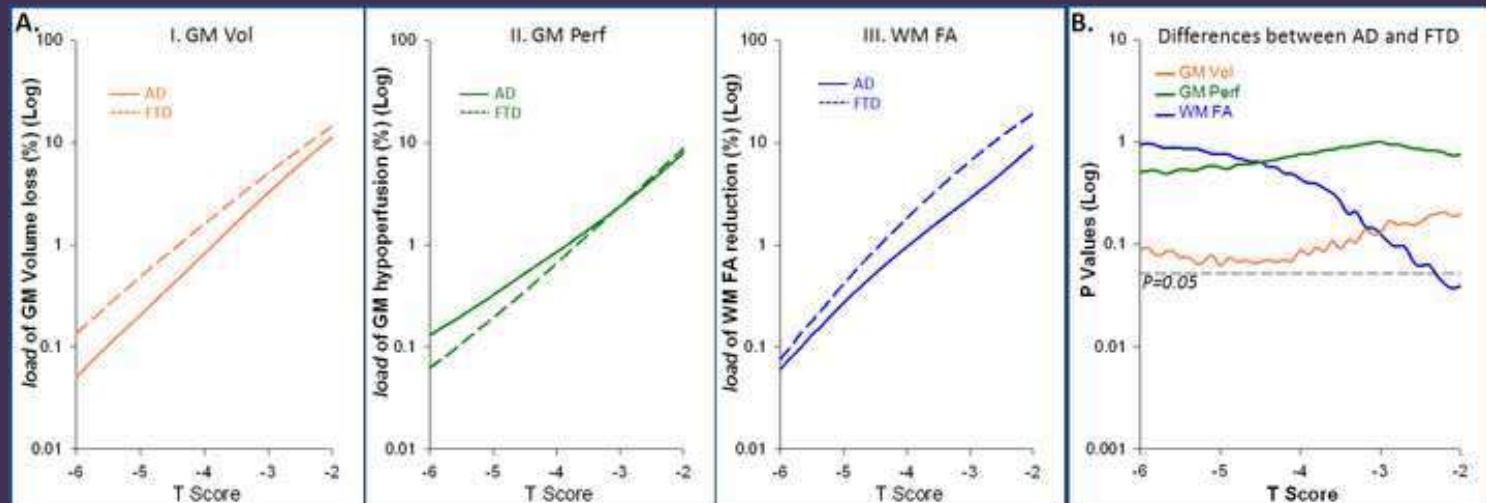 A.
I. GM Vol
load of GM Volume loss (%) (Log)
100
10
1
0.1
0.01
AD
FTD
-6 -5 -4 -3 -2
T Score
II. GM Perf
load of GM hypoperfusion (%) (Log)
100
10
1
0.1
0.01
AD
FTD
-6 -5 -4 -3 -2
T Score
III. WM FA
load of WM FA reduction (%) (Log)
100
10
1
0.1
0.01
AD
FTD
-6 -5 -4 -3 -2
T Score
B.
Differences between AD and FTD
P Values (Log)
10
1
0.1
0.01
0.001
GM Vol
GM Perf
WM FA
P=0.05
-6 -5 -4 -3 -2
T Score